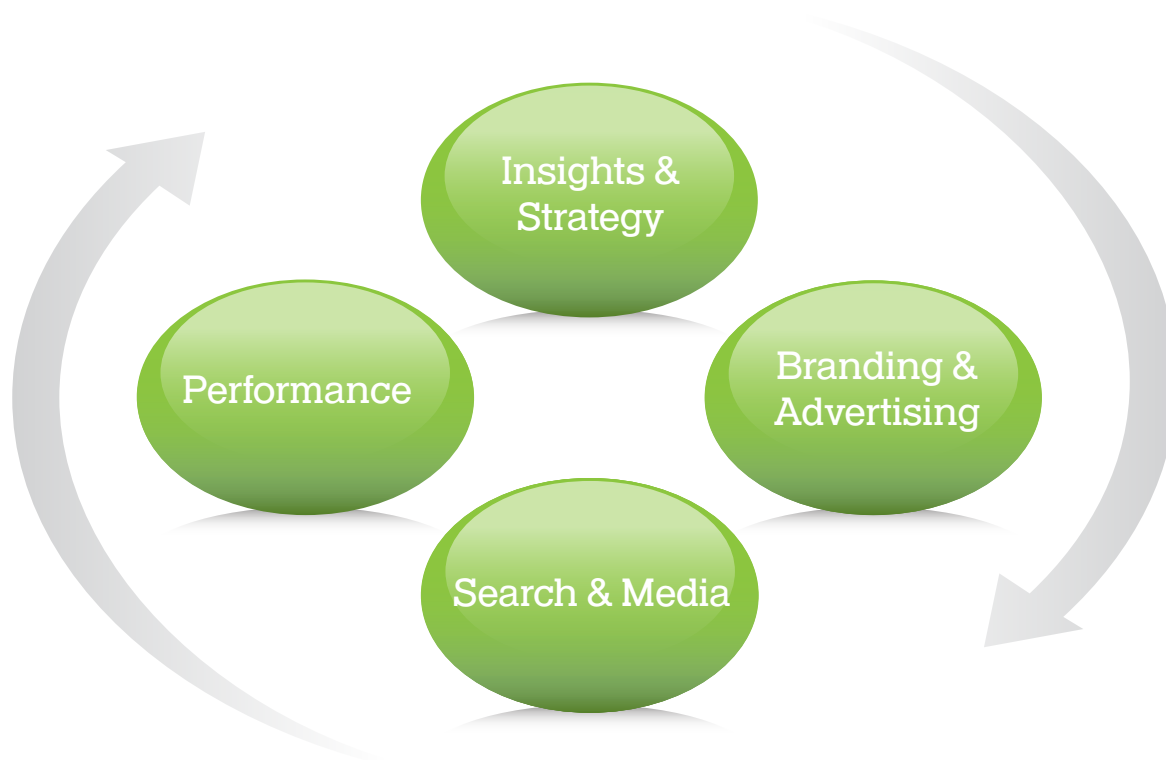 Insights &
Strategy
Performance
Branding &
Advertising
Search & Media